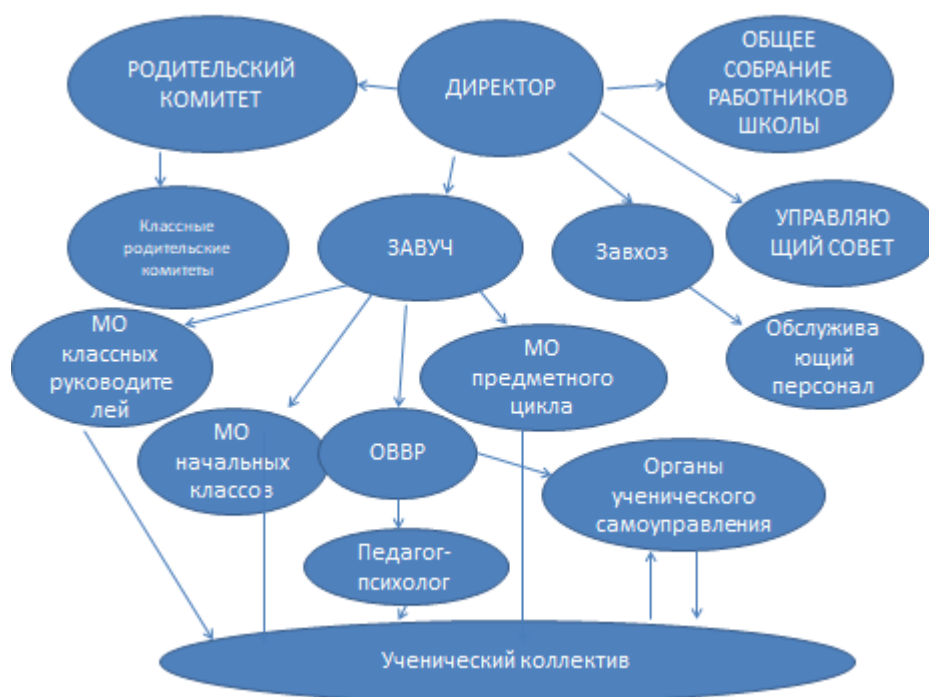 РОДИТЕЛЬСКИЙ
КОМИТЕТ
ДИРЕКТОР
ОБЩЕЕ
СОБРАНИЕ
РАБОТНИКОВ
ШКОЛЫ
Классные
родительские
комитеты
ЗАВУЧ
Завхоз
УПРАВЛЯЮ
ЩИЙ СОВЕТ
МО
классных
руководите
лей
МО
предметного
цикла
Обслужива
ющий
персонал
МО
начальных
классов
ОВВР
Органы
ученического
самоуправления
Педагог-
психолог
Ученический коллектив